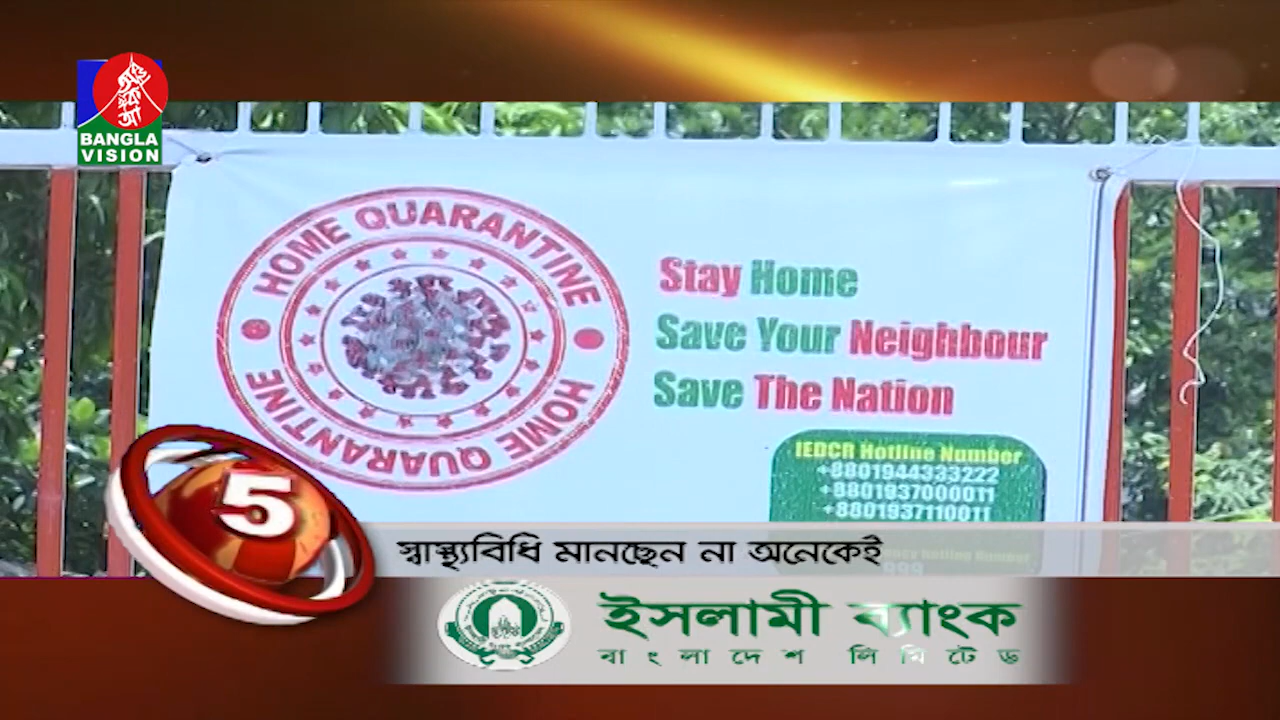 BANGLA
VISION
HOME QUARANTINE
HOME QUARANTINE
Stay Home
Save Your Neighbour
Save The Nation
IEDCR Hotline Number
+8801944333222
+8801937000011
+8801937110011
5
স্বাস্থ্যবিধি মানছেন না অনেকেই
ইসলামী ব্যাংক
বাংলাদেশ লিমিটেড